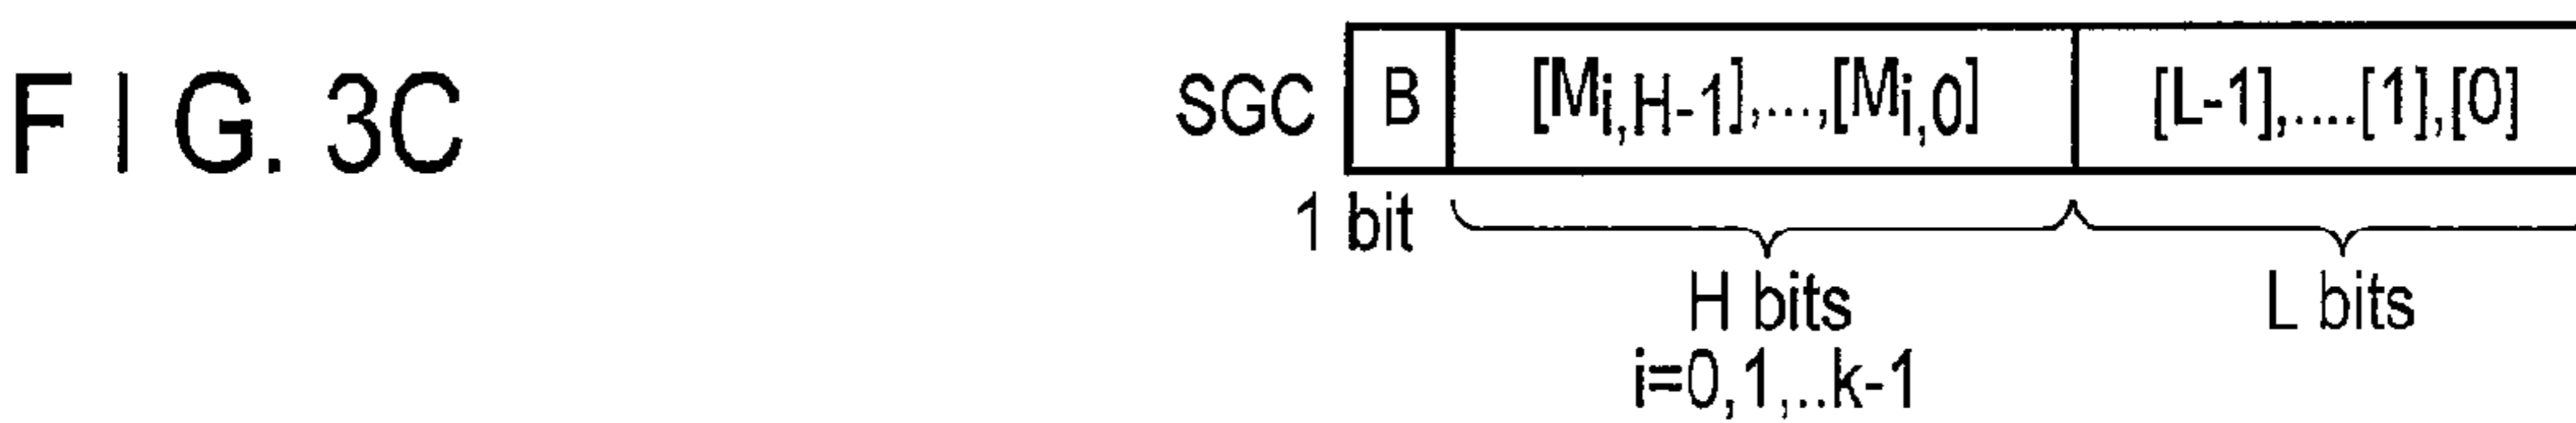 F I G. 3C
SGC B [Mi,H-1],...,[Mi,0] [L-1],....[1],[0]
1 bit
H bits L bits
i=0,1,..k-1